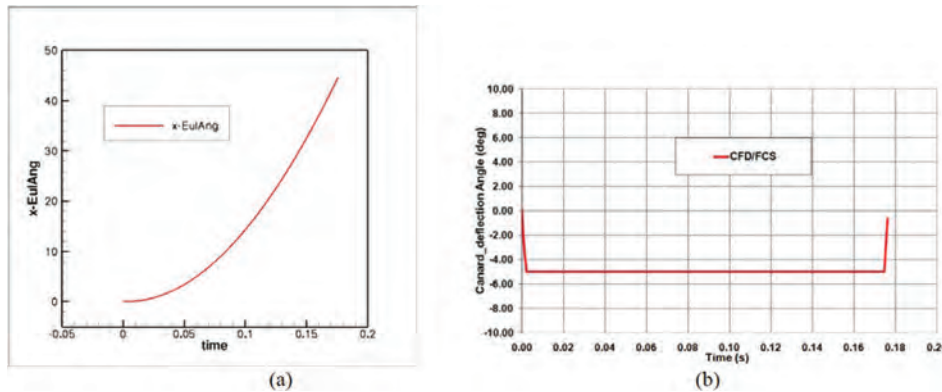 50
40
30
20
10
0
x-EulAng
x-EulAng
-0.05
0
0.05
0.1
0.15
0.2
time
(a)
10.00
8.00
6.00
4.00
2.00
0.00
-2.00
-4.00
-6.00
-8.00
-10.00
Canard_deflection Angle (deg)
CFD/FCS
0.00 0.02 0.04 0.06 0.08 0.10 0.12 0.14 0.16 0.18 0.20
Time (s)
(b)